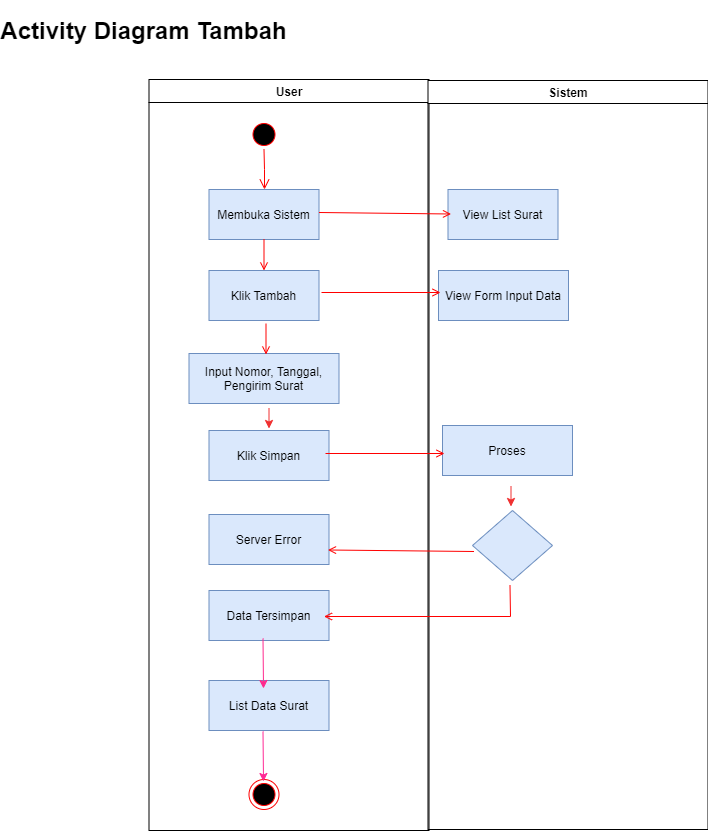 Activity Diagram Tambah
User
Sistem
Membuka Sistem
View List Surat
Klik Tambah
View Form Input Data
Input Nomor, Tanggal,
Pengirim Surat
Klik Simpan
Proses
Server Error
Data Tersimpan
List Data Surat